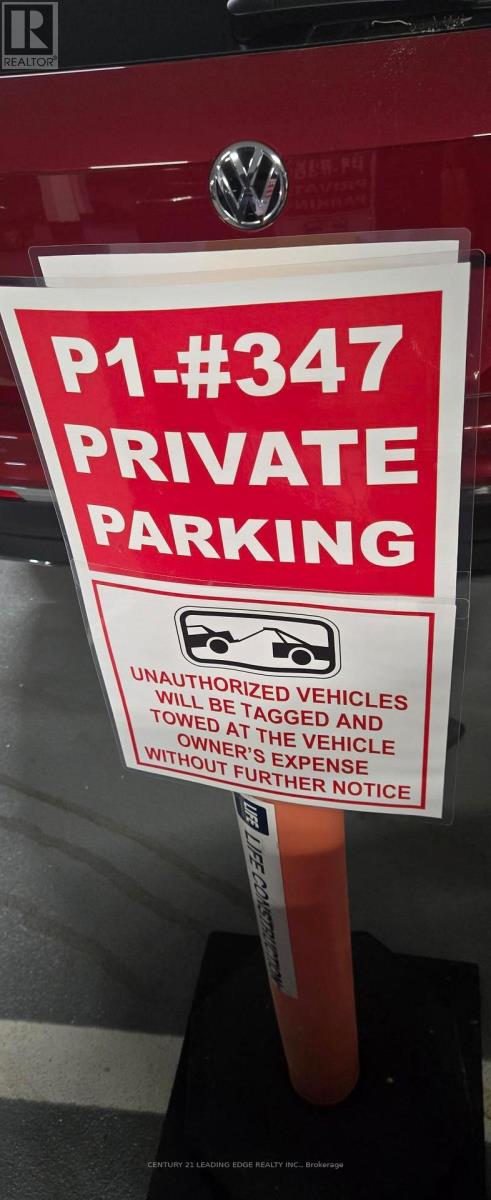 R
REALTOR®
P1-#347
PRIVATE
PARKING
UNAUTHORIZED VEHICLES
WILL BE TAGGED AND
TOWED AT THE VEHICLE
OWNER'S EXPENSE
WITHOUT FURTHER NOTICE
LIFE LIFE CONSTRUCTION
CENTURY 21 LEADING EDGE REALTY INC., Brokerage